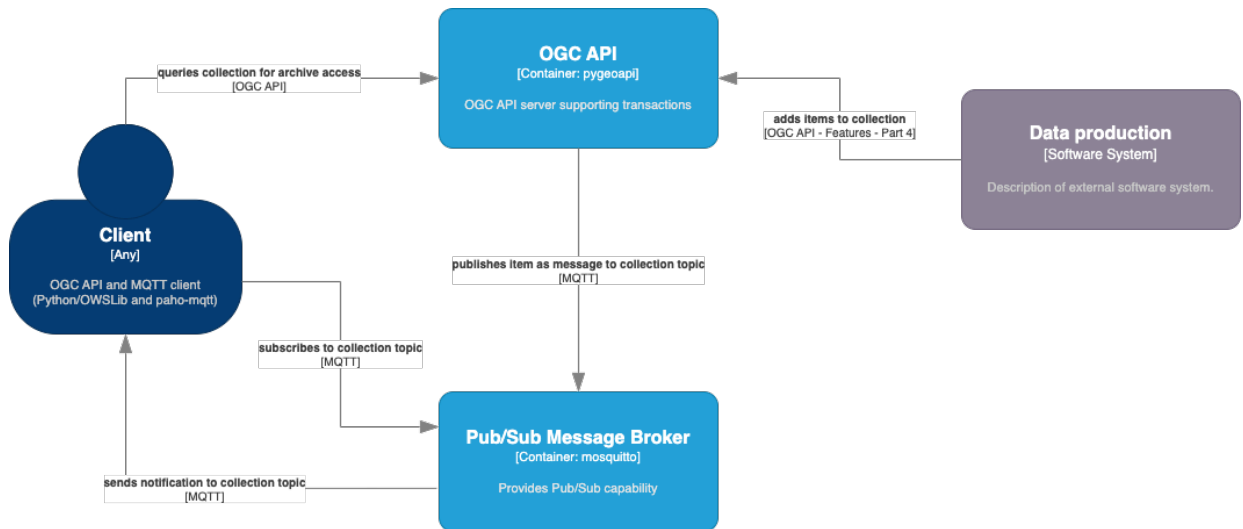 OGC API
[Container: pygeoapi]
OGC API server supporting transactions
queries collection for archive access
[OGC API]
adds items to collection
[OGC API - Features - Part 4]
Data production
[Software System]
Description of external software system.
Client
[Any]
OGC API and MQTT client
(Python/OWSLib and paho-mqtt)
publishes item as message to collection topic
[MQTT]
subscribes to collection topic
[MQTT]
Pub/Sub Message Broker
[Container: mosquitto]
Provides Pub/Sub capability
sends notification to collection topic
[MQTT]